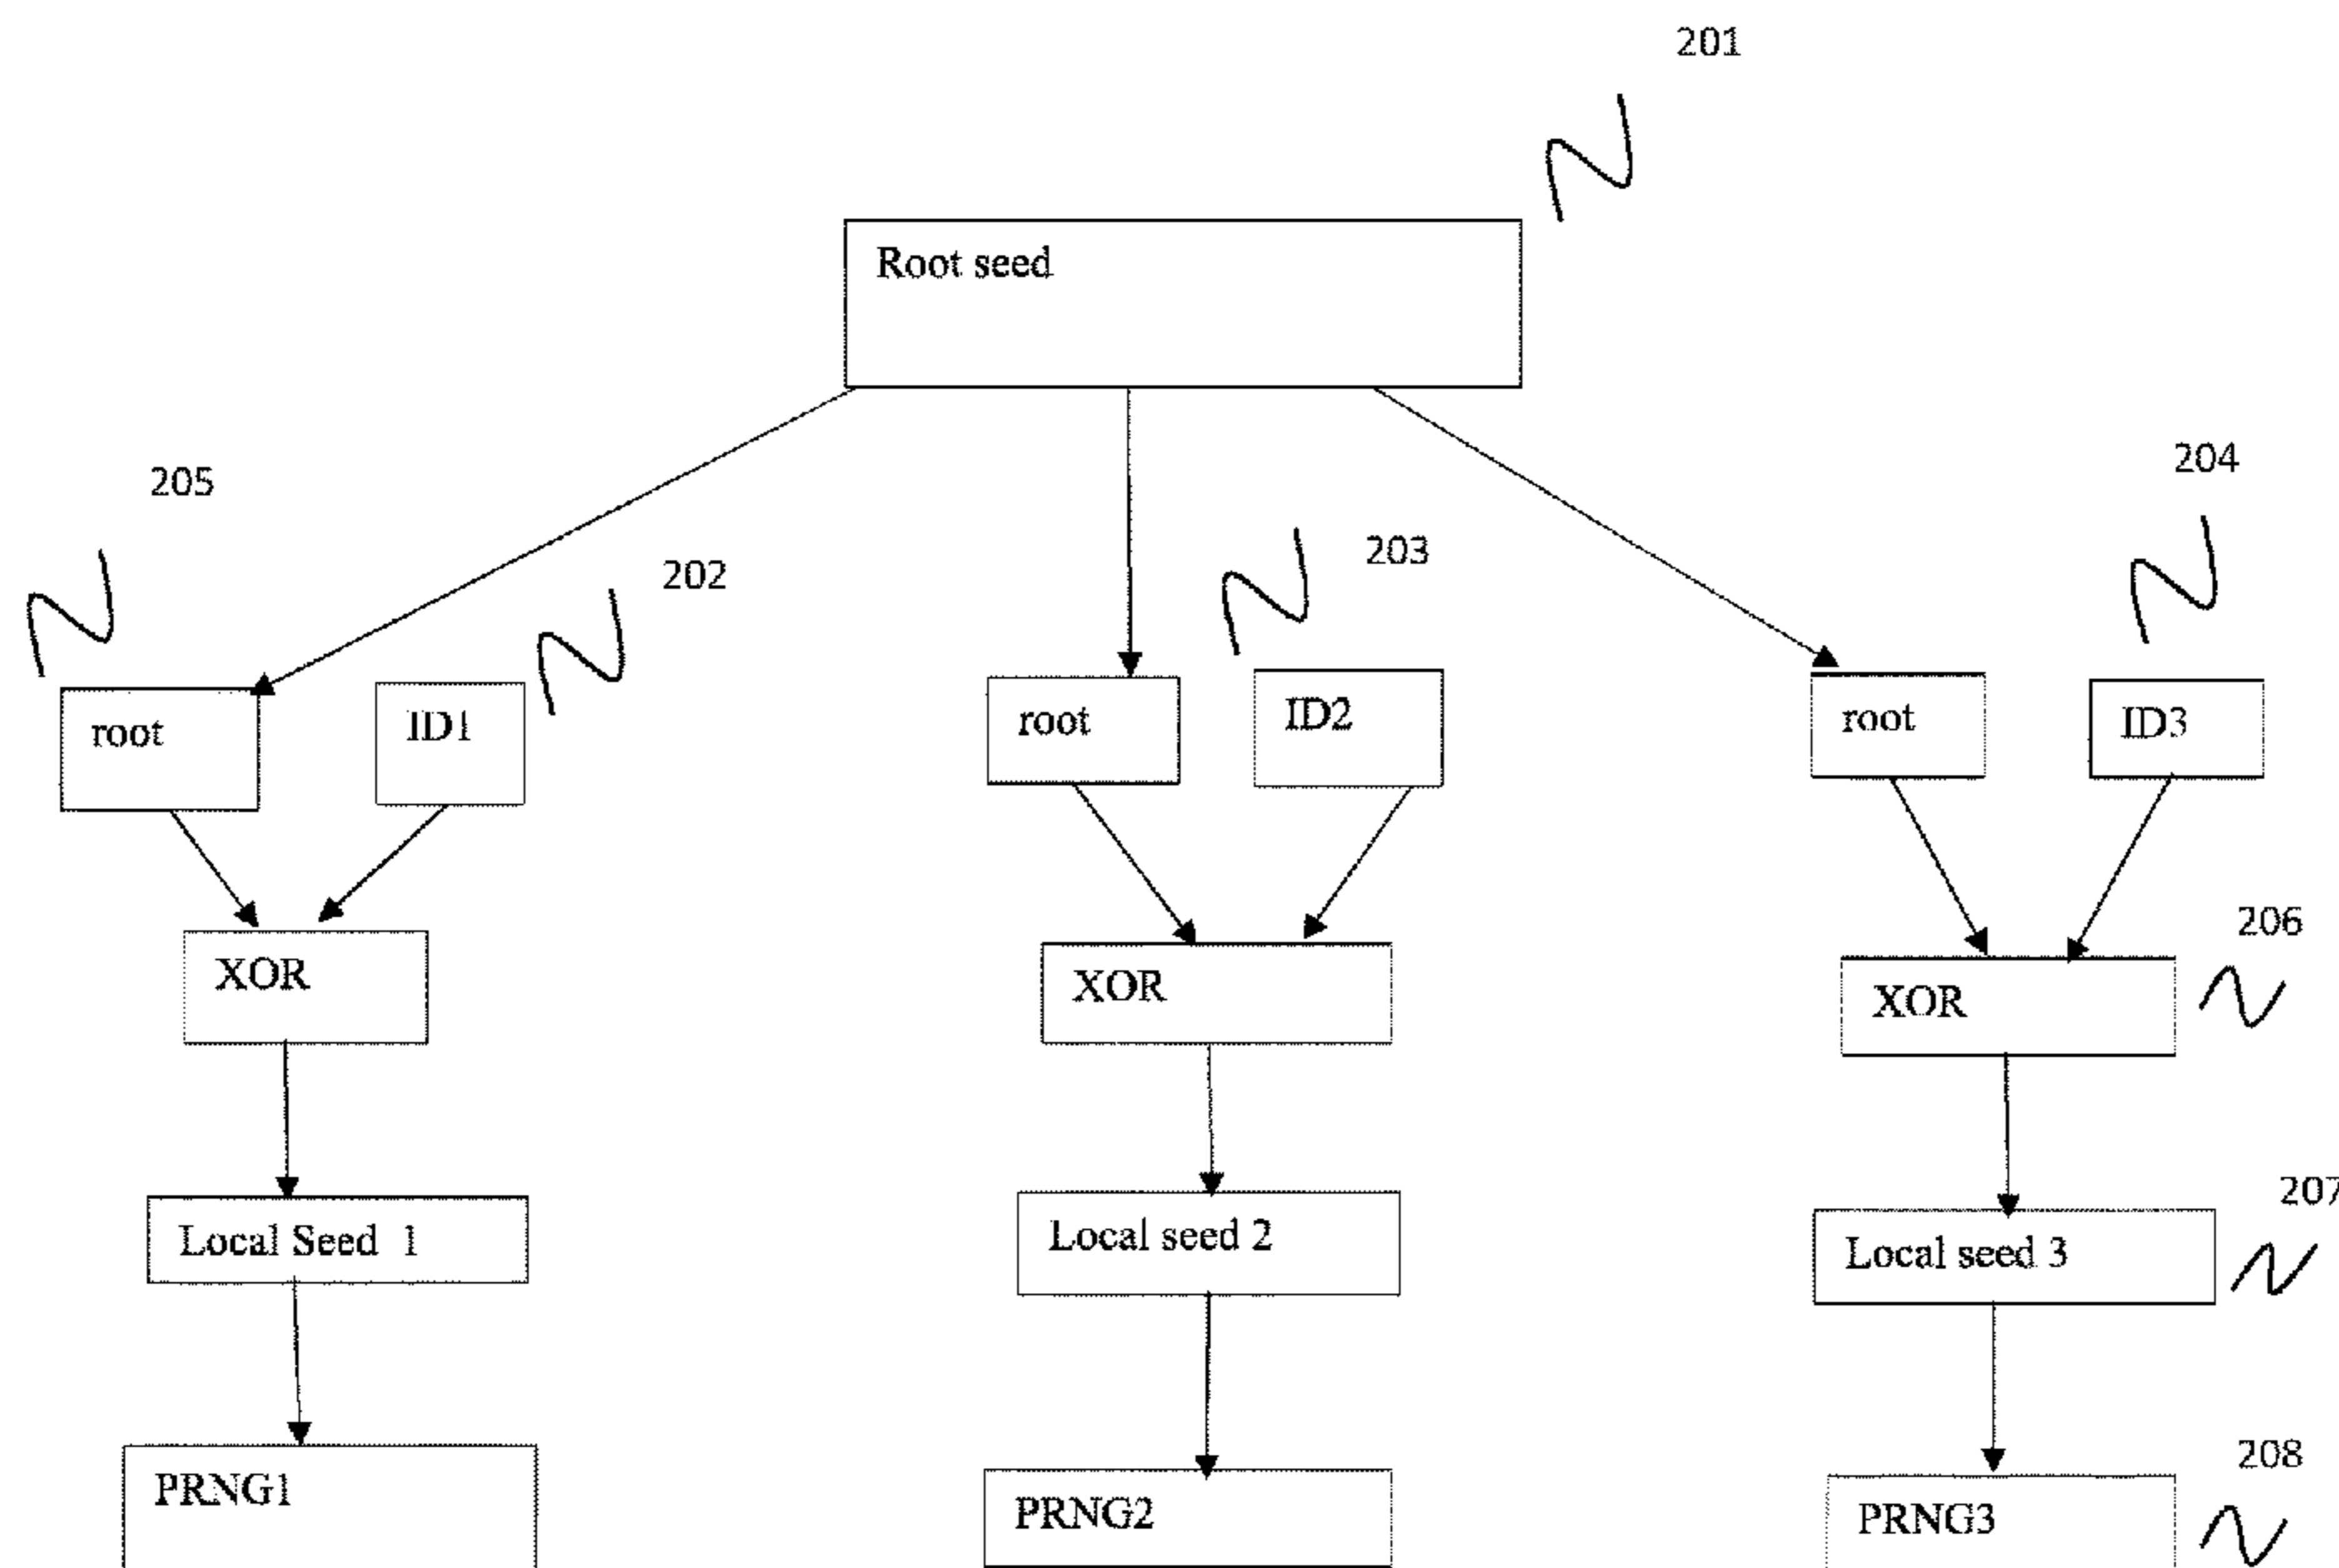 201
Root seed
205
202
203
204
root
ID1
root
ID2
root
ID3
XOR
XOR
XOR
206
Local Seed 1
Local seed 2
Local seed 3
207
PRNG1
PRNG2
PRNG3
208